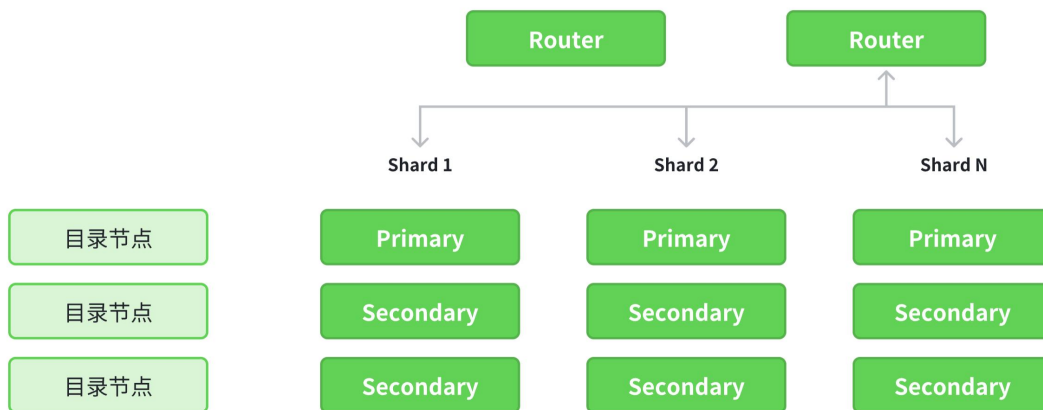 Router
Router
Shard 1
Shard 2
Shard N
目录节点
Primary
Primary
Primary
目录节点
Secondary
Secondary
Secondary
目录节点
Secondary
Secondary
Secondary